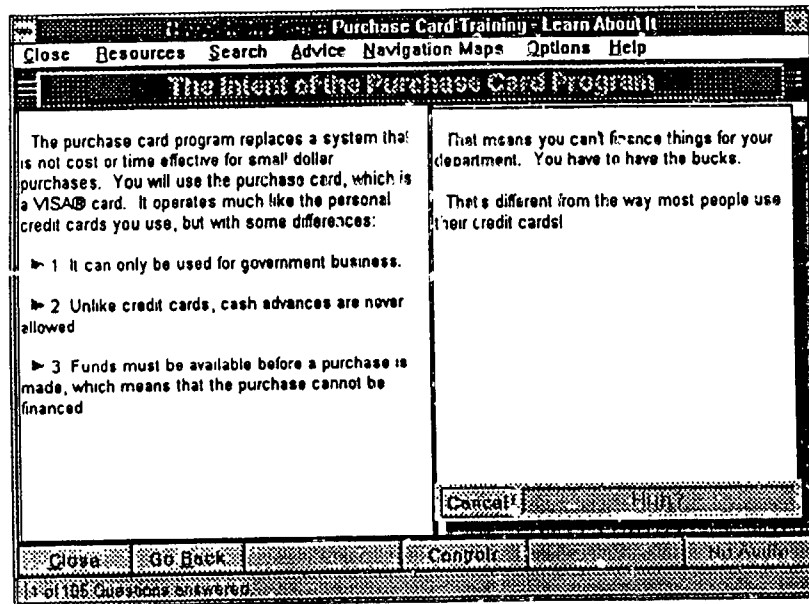 Purchase Card Training - Learn About It
Close Resources Search Advice Navigation Maps Options Help
The Intent of the Purchase Card Program
The purchase card program replaces a system that
is not cost or time effective for small dollar
purchases. You will use the purchase card, which is
a VISA® card. It operates much like the personal
credit cards you use, but with some differences:
► 1 It can only be used for government business.
► 2 Unlike credit cards, cash advances are never
allowed
► 3 Funds must be available before a purchase is
made, which means that the purchase cannot be
financed
That means you can't finance things for your
department. You have to have the bucks.
That's different from the way most people use
their credit cards!
Cancel Huh?
Close Go Back Controls No Audio
of 105 Questions answered.